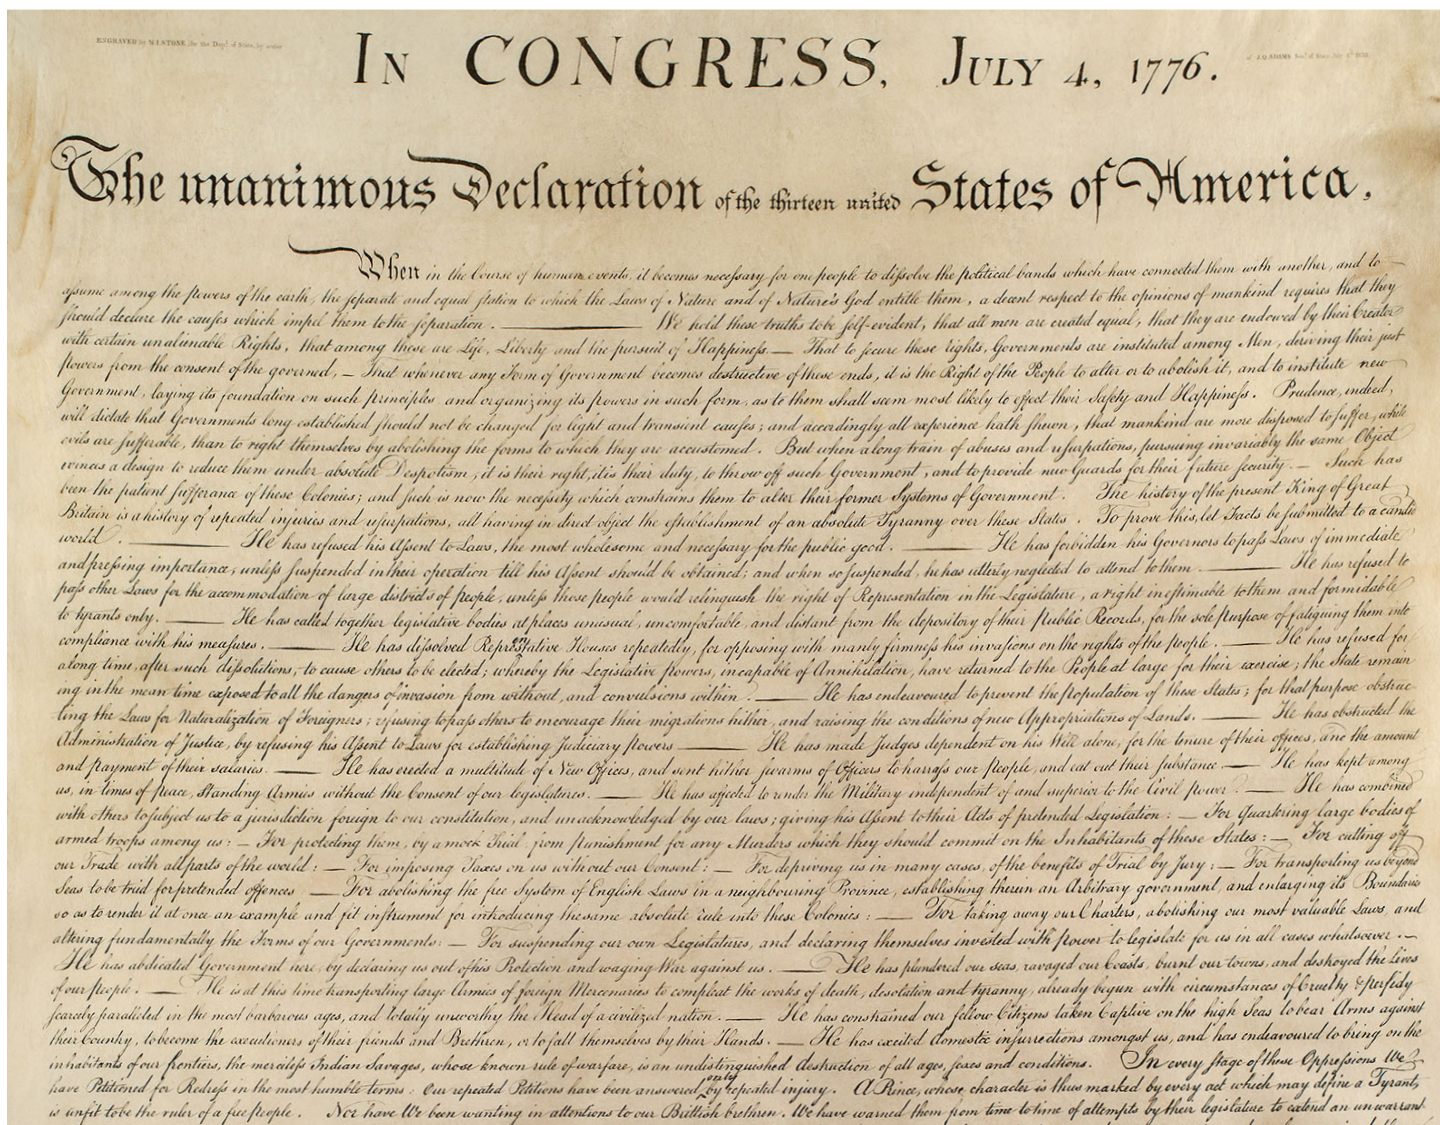 ENGRAVED by W.I.STONE for the Dept. of State, by order
of J.Q.ADAMS Secy. of State July 4th 1823.
In CONGRESS, July 4, 1776.
The unanimous Declaration of the thirteen united States of America.
When in the Course of human events, it becomes necessary for one people to dissolve the political bands which have connected them with another, and to
assume among the powers of the earth, the separate and equal station to which the Laws of Nature and of Nature's God entitle them, a decent respect to the opinions of mankind requires that they
should declare the causes which impel them to the separation. ——— We hold these truths to be self-evident, that all men are created equal, that they are endowed by their Creator
with certain unalienable Rights, that among these are Life, Liberty and the pursuit of Happiness.— That to secure these rights, Governments are instituted among Men, deriving their just
powers from the consent of the governed, — That whenever any Form of Government becomes destructive of these ends, it is the Right of the People to alter or to abolish it, and to institute new
Government, laying its foundation on such principles and organizing its powers in such form, as to them shall seem most likely to effect their Safety and Happiness. Prudence, indeed,
will dictate that Governments long established should not be changed for light and transient causes; and accordingly all experience hath shewn, that mankind are more disposed to suffer, while
evils are sufferable, than to right themselves by abolishing the forms to which they are accustomed. But when a long train of abuses and usurpations, pursuing invariably the same Object
evinces a design to reduce them under absolute Despotism, it is their right, it is their duty, to throw off such Government, and to provide new Guards for their future security.— Such has
been the patient sufferance of these Colonies; and such is now the necessity which constrains them to alter their former Systems of Government. The history of the present King of Great
Britain is a history of repeated injuries and usurpations, all having in direct object the establishment of an absolute Tyranny over these States. To prove this, let Facts be submitted to a candid
world. ——— He has refused his Assent to Laws, the most wholesome and necessary for the public good. ——— He has forbidden his Governors to pass Laws of immediate
and pressing importance, unless suspended in their operation till his Assent should be obtained; and when so suspended, he has utterly neglected to attend to them. ——— He has refused to
pass other Laws for the accommodation of large districts of people, unless those people would relinquish the right of Representation in the Legislature, a right inestimable to them and formidable
to tyrants only. ——— He has called together legislative bodies at places unusual, uncomfortable, and distant from the depository of their Public Records, for the sole purpose of fatiguing them into
compliance with his measures. ——— He has dissolved Representative Houses repeatedly, for opposing with manly firmness his invasions on the rights of the people. ——— He has refused for
a long time, after such dissolutions, to cause others to be elected; whereby the Legislative powers, incapable of Annihilation, have returned to the People at large for their exercise; the State remain
ing in the mean time exposed to all the dangers of invasion from without, and convulsions within. ——— He has endeavoured to prevent the population of these States; for that purpose obstruc-
ting the Laws for Naturalization of Foreigners; refusing to pass others to encourage their migrations hither, and raising the conditions of new Appropriations of Lands. ——— He has obstructed the
Administration of Justice, by refusing his Assent to Laws for establishing Judiciary powers ——— He has made Judges dependent on his Will alone, for the tenure of their offices, and the amount
and payment of their salaries. ——— He has erected a multitude of New Offices, and sent hither swarms of Officers to harrass our people, and eat out their substance. ——— He has kept among
us, in times of peace, Standing Armies without the Consent of our legislatures. ——— He has affected to render the Military independent of and superior to the Civil power. ——— He has combined
with others to subject us to a jurisdiction foreign to our constitution, and unacknowledged by our laws; giving his Assent to their Acts of pretended Legislation: — For Quartering large bodies of
armed troops among us: — For protecting them, by a mock Trial, from punishment for any Murders which they should commit on the Inhabitants of these States: — For cutting off
our Trade with all parts of the world: — For imposing Taxes on us without our Consent: — For depriving us in many cases, of the benefits of Trial by Jury: — For transporting us beyond
Seas to be tried for pretended offences — For abolishing the free System of English Laws in a neighbouring Province, establishing therein an Arbitrary government, and enlarging its Boundaries
so as to render it at once an example and fit instrument for introducing the same absolute rule into these Colonies: — For taking away our Charters, abolishing our most valuable Laws, and
altering fundamentally the Forms of our Governments: — For suspending our own Legislatures, and declaring themselves invested with power to legislate for us in all cases whatsoever. —
He has abdicated Government here, by declaring us out of his Protection and waging War against us. ——— He has plundered our seas, ravaged our Coasts, burnt our towns, and destroyed the lives
of our people. — He is at this time transporting large Armies of foreign Mercenaries to compleat the works of death, desolation and tyranny, already begun with circumstances of Cruelty & perfidy
scarcely paralleled in the most barbarous ages, and totally unworthy the Head of a civilized nation. ——— He has constrained our fellow Citizens taken Captive on the high Seas to bear Arms against
their Country, to become the executioners of their friends and Brethren, or to fall themselves by their Hands. — He has excited domestic insurrections amongst us, and has endeavoured to bring on the
inhabitants of our frontiers, the merciless Indian Savages, whose known rule of warfare, is an undistinguished destruction of all ages, sexes and conditions. In every stage of these Oppressions We
have Petitioned for Redress in the most humble terms: Our repeated Petitions have been answered only by repeated injury. A Prince, whose character is thus marked by every act which may define a Tyrant,
is unfit to be the ruler of a free people. Nor have We been wanting in attentions to our Brittish brethren. We have warned them from time to time of attempts by their legislature to extend an unwarrant